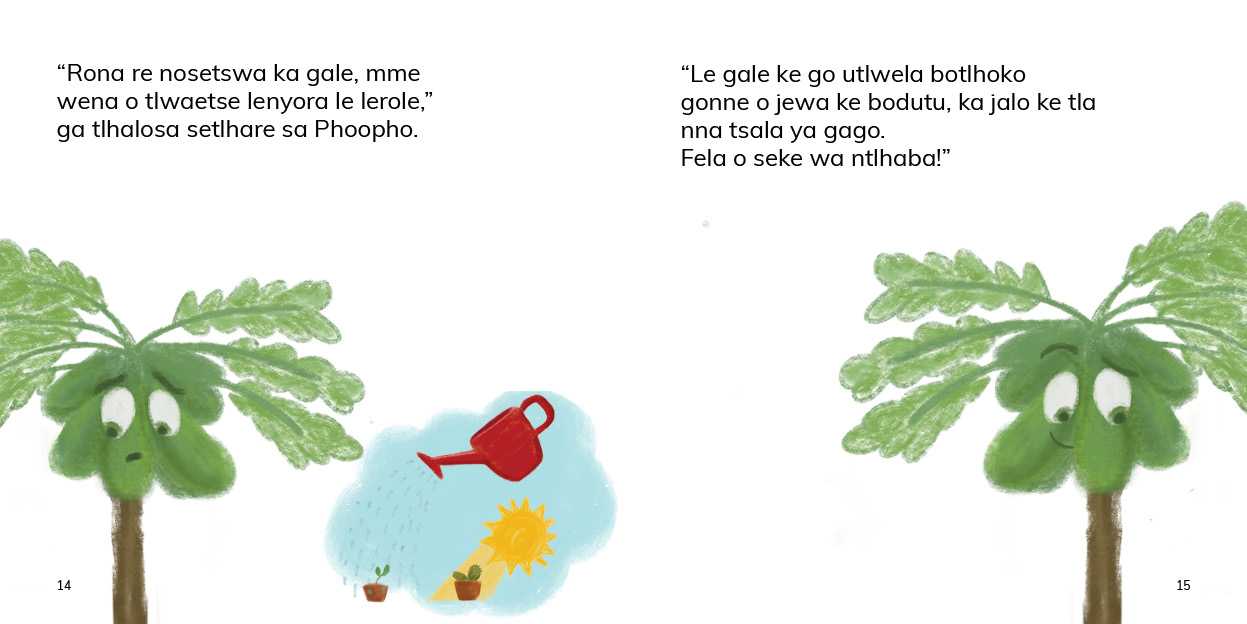 “Rona re nosetswa ka gale, mme
wena o tlwaetse lenyora le lerole,”
ga tlhalosa setlhare sa Phoopho.
14
“Le gale ke go utlwela botlhoko
gonne o jewa ke bodutu, ka jalo ke tla
nna tsala ya gago.
Fela o seke wa ntlhaba!”
15